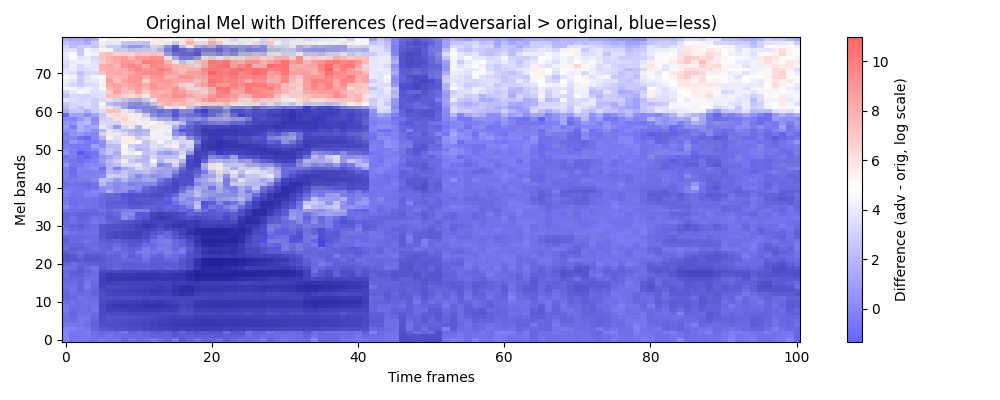 Original Mel with Differences (red=adversarial > original, blue=less)
Mel bands
70
60
50
40
30
20
10
0
0 20 40 60 80 100
Time frames
10
8
6
4
2
0
Difference (adv - orig, log scale)